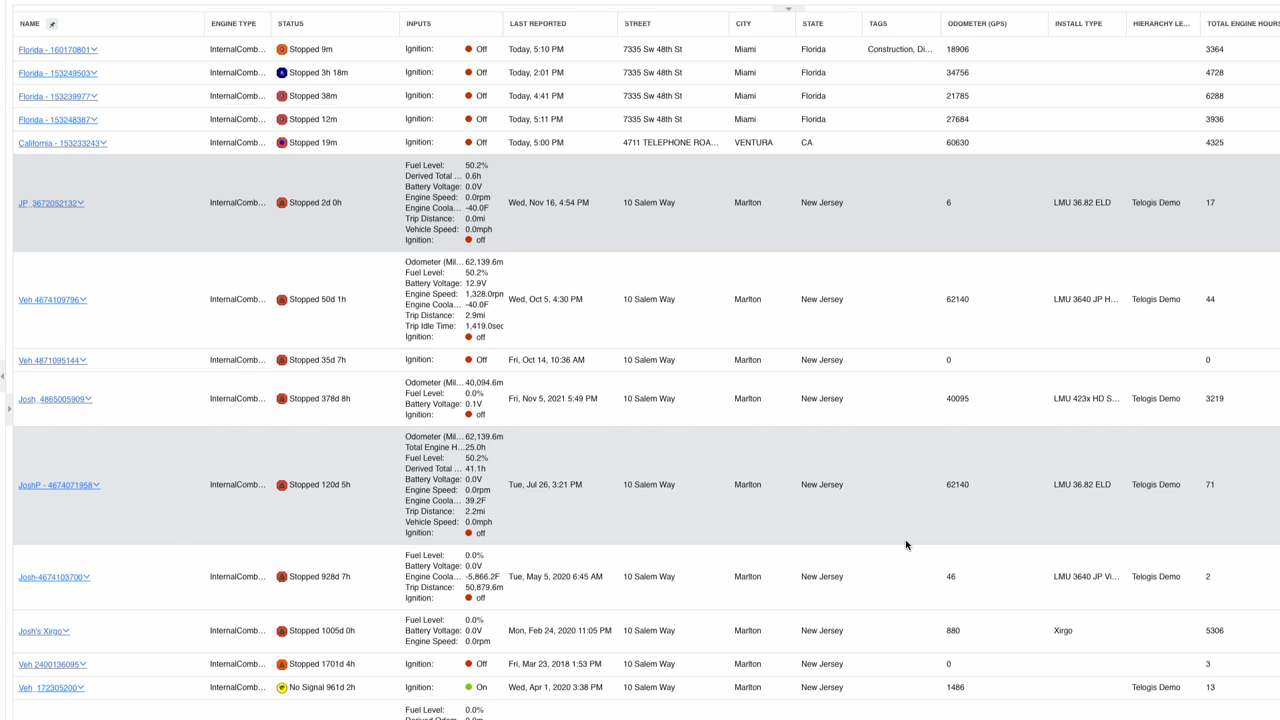 NAME ENGINE TYPE STATUS INPUTS LAST REPORTED STREET CITY STATE TAGS ODOMETER (GPS) INSTALL TYPE HIERARCHY LE... TOTAL ENGINE HOURS
Florida - 160170801 InternalComb... Stopped 9m Ignition: Off Today, 5:10 PM 7335 Sw 48th St Miami Florida Construction, Di... 18906 3364
Florida - 153249503 InternalComb... Stopped 3h 18m Ignition: Off Today, 2:01 PM 7335 Sw 48th St Miami Florida 34756 4728
Florida - 153239977 InternalComb... Stopped 38m Ignition: Off Today, 4:41 PM 7335 Sw 48th St Miami Florida 21785 6288
Florida - 153248387 InternalComb... Stopped 12m Ignition: Off Today, 5:11 PM 7335 Sw 48th St Miami Florida 27684 3936
California - 153233243 InternalComb... Stopped 19m Ignition: Off Today, 5:00 PM 4711 TELEPHONE ROA... VENTURA CA 60630 4325
Fuel Level: 50.2%
Derived Total ... 0.6h
Battery Voltage: 0.0V
Engine Speed: 0.0rpm
JP_3672052132 InternalComb... Stopped 2d 0h Engine Coola... -40.0F Wed, Nov 16, 4:54 PM 10 Salem Way Marlton New Jersey 6 LMU 36.82 ELD Telogis Demo 17
Trip Distance: 0.0mi
Vehicle Speed: 0.0mph
Ignition: off
Odometer (Mil... 62,139.6m
Fuel Level: 50.2%
Battery Voltage: 12.9V
Engine Speed: 1,328.0rpn
Veh 4674109796 InternalComb... Stopped 50d 1h Engine Coola... -40.0F Wed, Oct 5, 4:30 PM 10 Salem Way Marlton New Jersey 62140 LMU 3640 JP H... Telogis Demo 44
Trip Distance: 2.9mi
Trip Idle Time: 1,419.0sec
Ignition: off
Veh 4871095144 InternalComb... Stopped 35d 7h Ignition: Off Fri, Oct 14, 10:36 AM 10 Salem Way Marlton New Jersey 0 0
Odometer (Mil... 40,094.6m
Fuel Level: 0.0%
Josh_4865005909 InternalComb... Stopped 378d 8h Battery Voltage: 0.1V Fri, Nov 5, 2021 5:49 PM 10 Salem Way Marlton New Jersey 40095 LMU 423x HD S... Telogis Demo 3219
Ignition: off
Odometer (Mil... 62,139.6m
Total Engine H... 25.0h
Fuel Level: 50.2%
Derived Total ... 41.1h
Battery Voltage: 0.0V
JoshP - 4674071958 InternalComb... Stopped 120d 5h Engine Speed: 0.0rpm Tue, Jul 26, 3:21 PM 10 Salem Way Marlton New Jersey 62140 LMU 36.82 ELD Telogis Demo 71
Engine Coola... 39.2F
Trip Distance: 2.2mi
Vehicle Speed: 0.0mph
Ignition: off
Fuel Level: 0.0%
Battery Voltage: 0.0V
Josh-4674103700 InternalComb... Stopped 928d 7h Engine Coola... -5,866.2F Tue, May 5, 2020 6:45 AM 10 Salem Way Marlton New Jersey 46 LMU 3640 JP Vi... Telogis Demo 2
Trip Distance: 50,879.6m
Ignition: off
Fuel Level: 0.0%
Josh's Xirgo InternalComb... Stopped 1005d 0h Battery Voltage: 0.0V Mon, Feb 24, 2020 11:05 PM 10 Salem Way Marlton New Jersey 880 Xirgo 5306
Engine Speed: 0.0rpm
Veh 2400136095 InternalComb... Stopped 1701d 4h Ignition: Off Fri, Mar 23, 2018 1:53 PM 10 Salem Way Marlton New Jersey 0 3
Veh_172305200 InternalComb... No Signal 961d 2h Ignition: On Wed, Apr 1, 2020 3:38 PM 10 Salem Way Marlton New Jersey 1486 Telogis Demo 13
Fuel Level: 0.0%